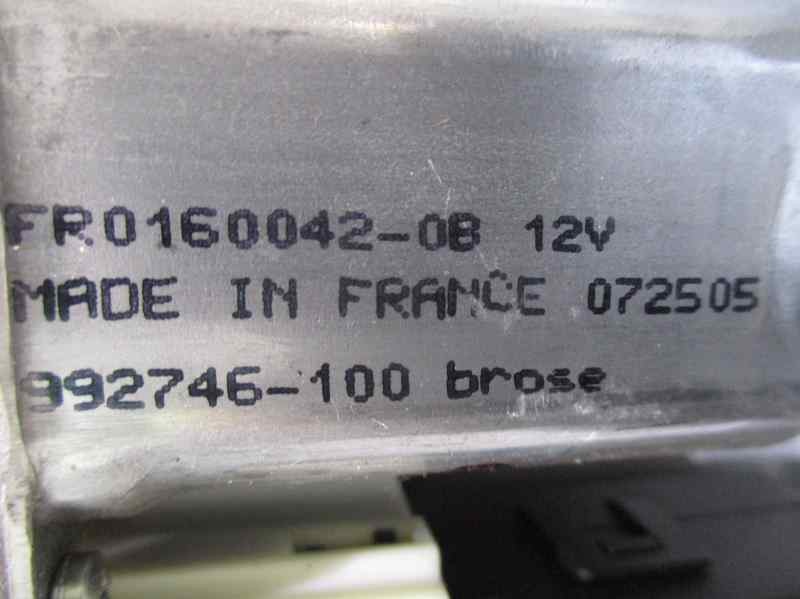 FR0160042-0B 12V
MADE IN FRANCE 072505
992746-100 brose